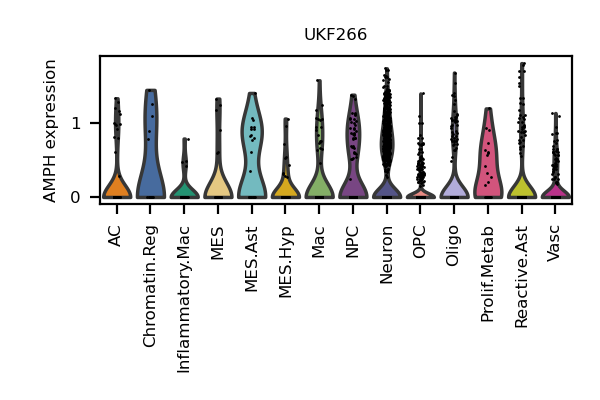 UKF266
AMPH expression
1
0
AC
Chromatin.Reg
Inflammatory.Mac
MES
MES.Ast
MES.Hyp
Mac
NPC
Neuron
OPC
Oligo
Prolif.Metab
Reactive.Ast
Vasc